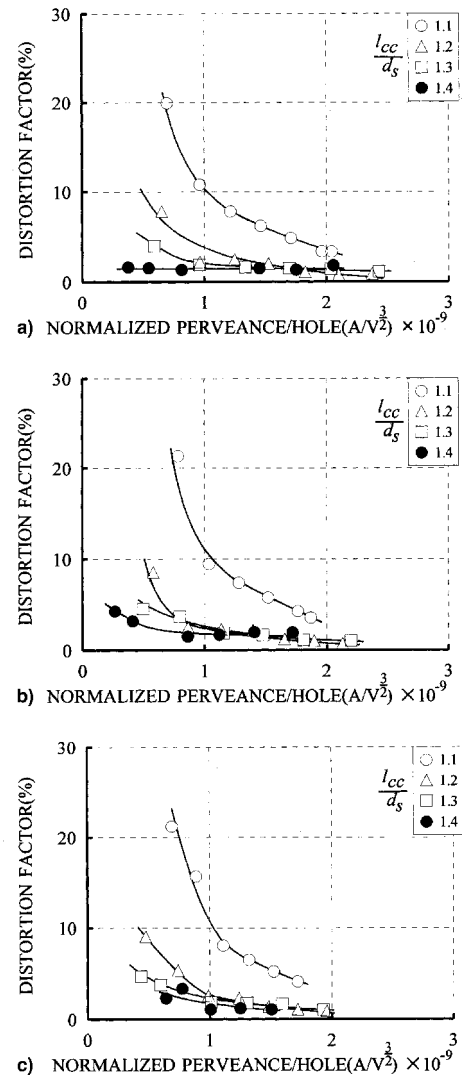 30
20
10
0
DISTORTION FACTOR(%)
l_cc/d_s
1.1
1.2
1.3
1.4
0 1 2 3
a) NORMALIZED PERVEANCE/HOLE(A/V^3/2) ×10^-9
30
20
10
0
DISTORTION FACTOR(%)
l_cc/d_s
1.1
1.2
1.3
1.4
0 1 2 3
b) NORMALIZED PERVEANCE/HOLE(A/V^3/2) ×10^-9
30
20
10
0
DISTORTION FACTOR(%)
l_cc/d_s
1.1
1.2
1.3
1.4
0 1 2 3
c) NORMALIZED PERVEANCE/HOLE(A/V^3/2) ×10^-9